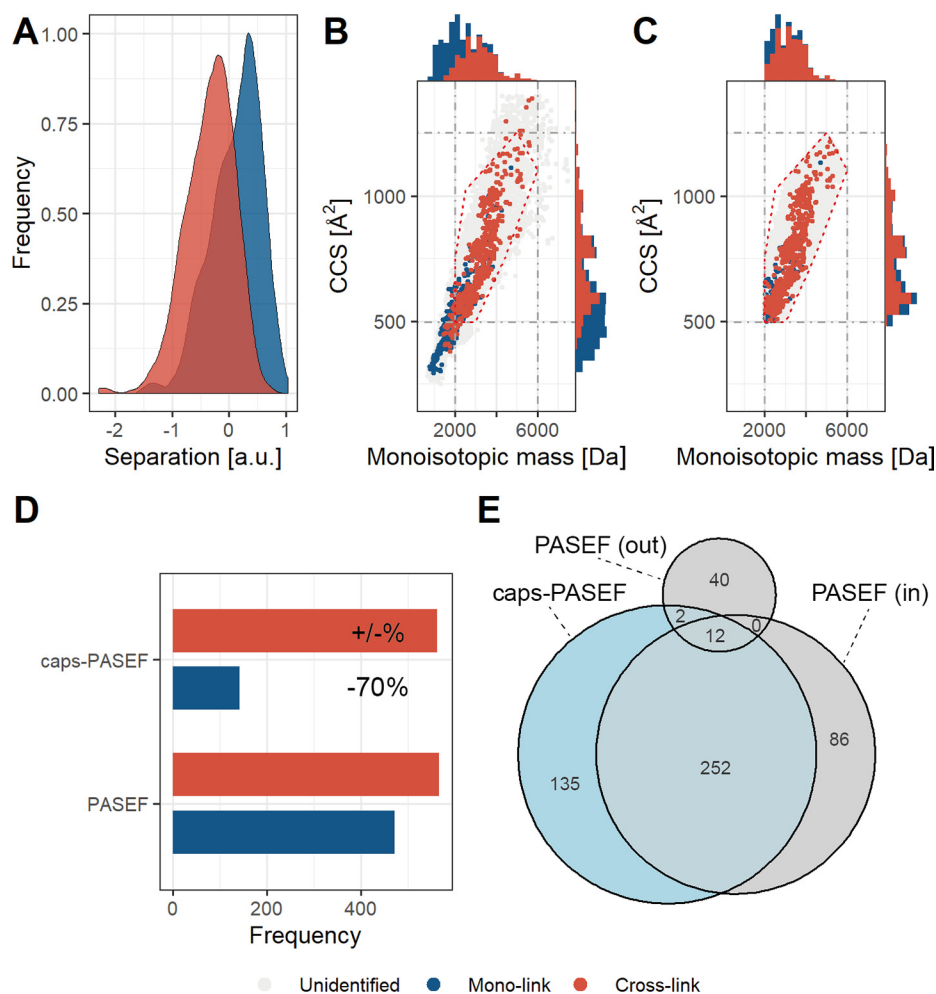 A
1.00
0.75
0.50
0.25
0.00
Frequency
-2 -1 0 1
Separation [a.u.]
B
1000
500
CCS [Å²]
2000 6000
Monoisotopic mass [Da]
C
1000
500
CCS [Å²]
2000 6000
Monoisotopic mass [Da]
D
caps-PASEF
+/-%
-70%
PASEF
0 200 400
Frequency
E
PASEF (out)
caps-PASEF
PASEF (in)
40
2
0
12
86
252
135
Unidentified Mono-link Cross-link